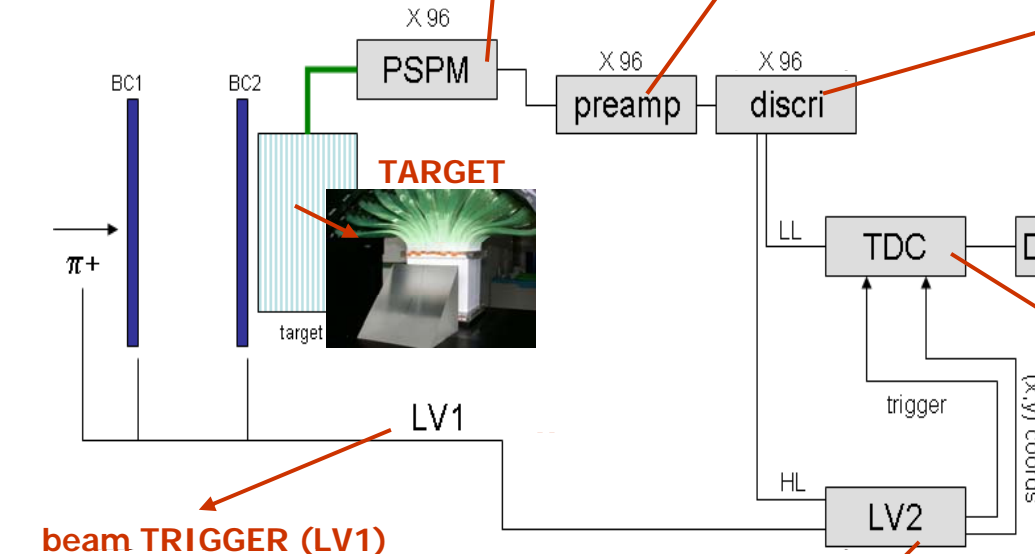 X 96
PSPM
X 96
preamp
X 96
discri
BC1
BC2
TARGET
π+
target
LL
TDC
D
trigger
(x,y) coords
LV1
HL
LV2
beam TRIGGER (LV1)